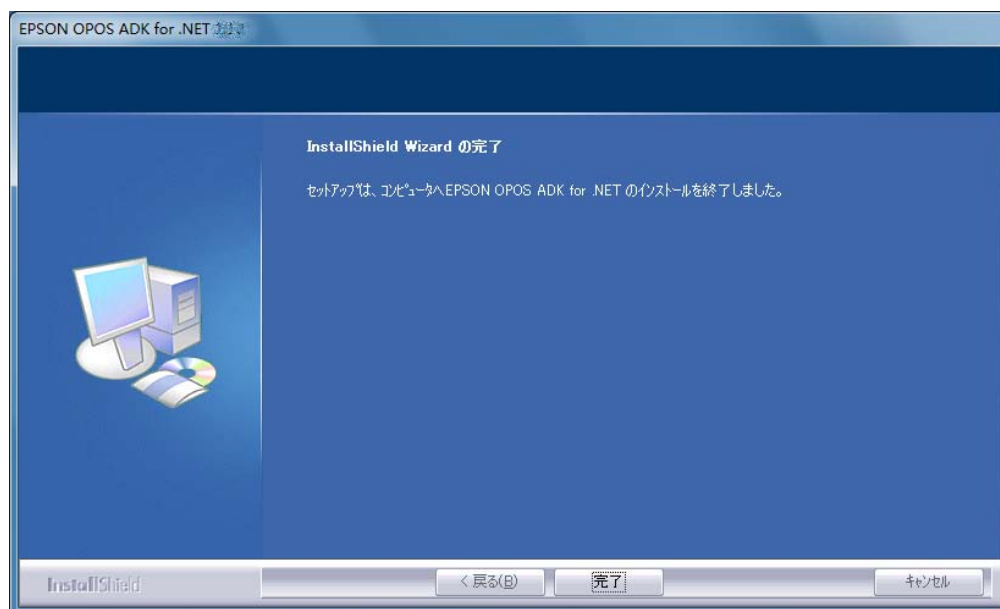 EPSON OPOS ADK for .NET
InstallShield Wizard の完了
セットアップは、コンピュータへEPSON OPOS ADK for .NET のインストールを終了しました。
InstallShield
< 戻る(B)
完了
キャンセル